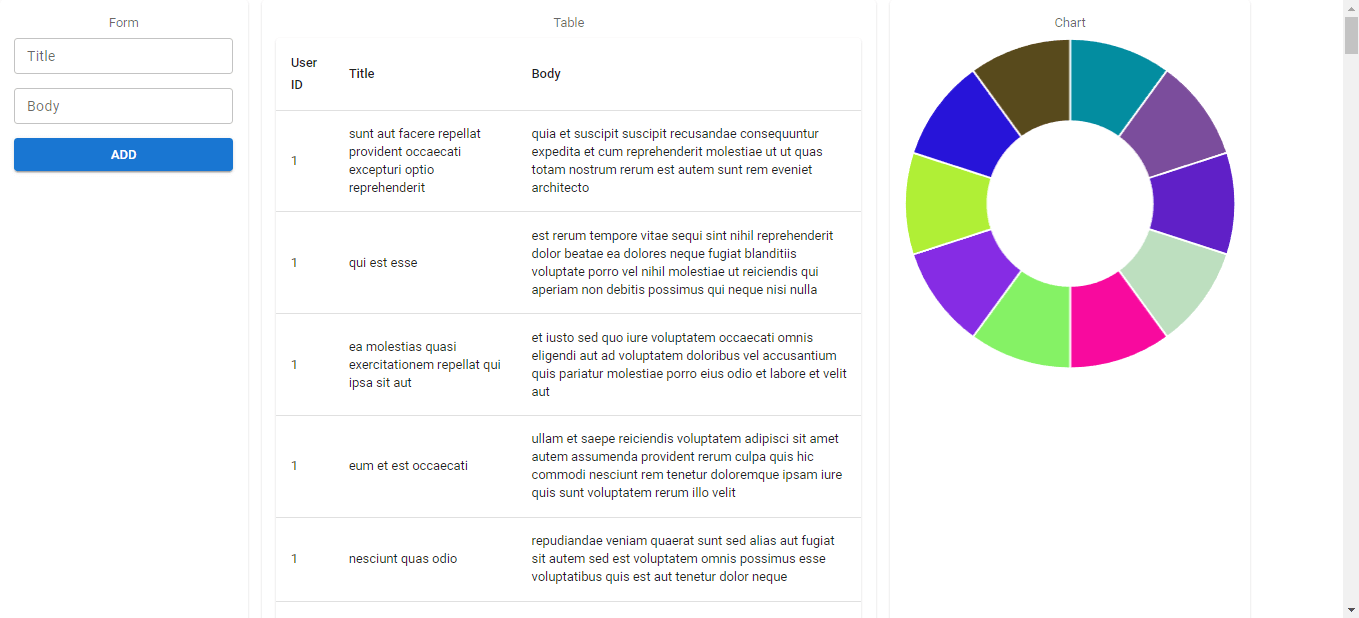 Form
Title
Body
ADD
Table
User
ID
Title
Body
1
sunt aut facere repellat
provident occaecati
excepturi optio
reprehenderit
quia et suscipit suscipit recusandae consequuntur
expedita et cum reprehenderit molestiae ut ut quas
totam nostrum rerum est autem sunt rem eveniet
architecto
1
qui est esse
est rerum tempore vitae sequi sint nihil reprehenderit
dolor beatae ea dolores neque fugiat blanditiis
voluptate porro vel nihil molestiae ut reiciendis qui
aperiam non debitis possimus qui neque nisi nulla
1
ea molestias quasi
exercitationem repellat qui
ipsa sit aut
et iusto sed quo iure voluptatem occaecati omnis
eligendi aut ad voluptatem doloribus vel accusantium
quis pariatur molestiae porro eius odio et labore et velit
aut
1
eum et est occaecati
ullam et saepe reiciendis voluptatem adipisci sit amet
autem assumenda provident rerum culpa quis hic
commodi nesciunt rem tenetur doloremque ipsam iure
quis sunt voluptatem rerum illo velit
1
nesciunt quas odio
repudiandae veniam quaerat sunt sed alias aut fugiat
sit autem sed est voluptatem omnis possimus esse
voluptatibus quis est aut tenetur dolor neque
Chart